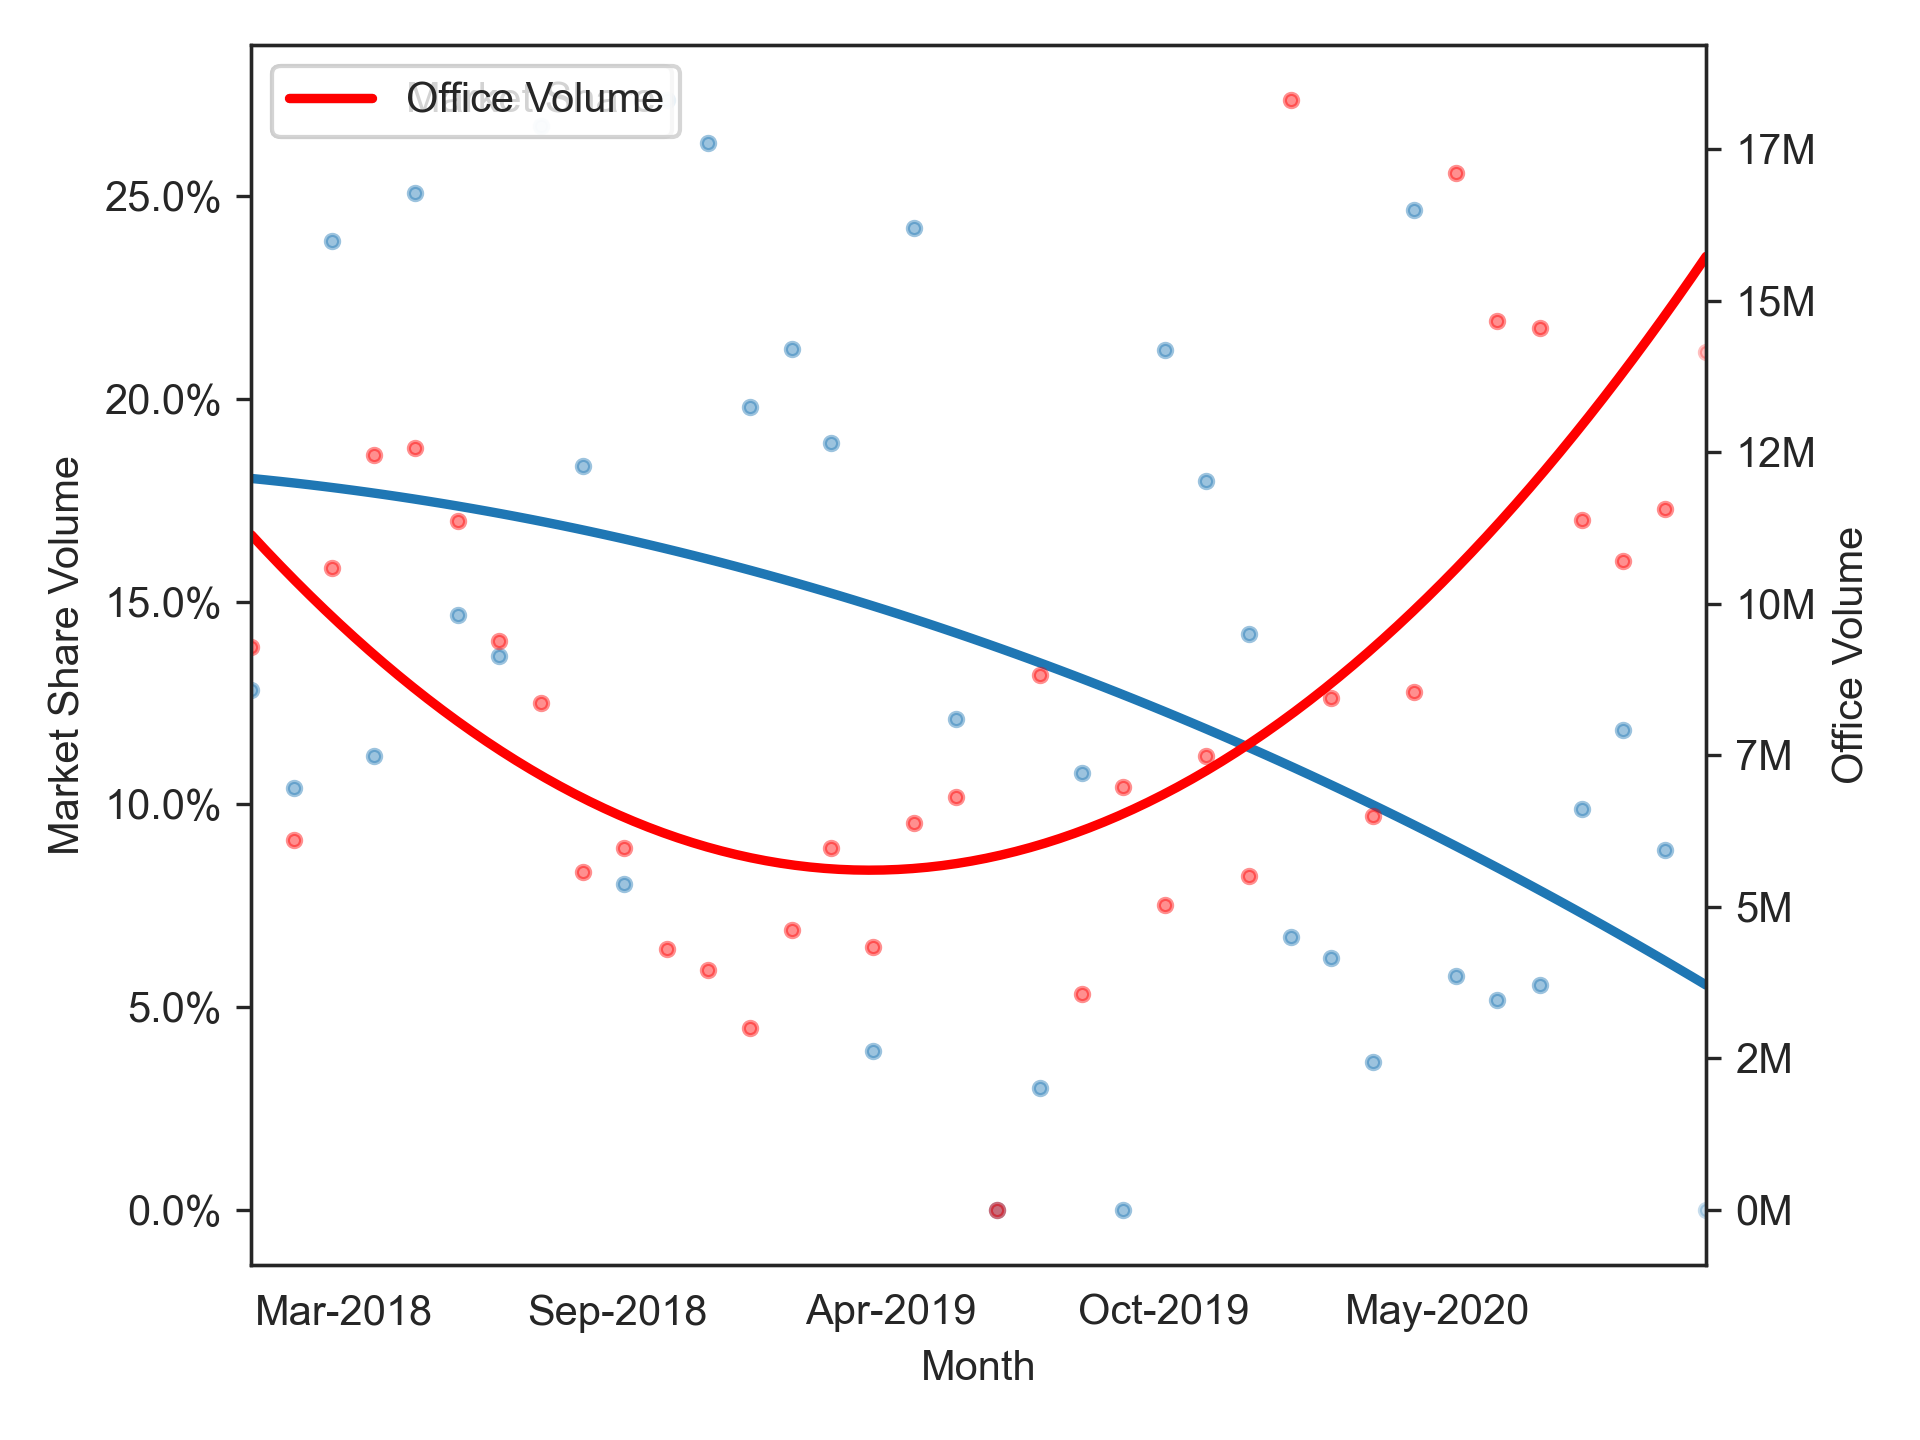 Market Share
Office Volume
25.0%
20.0%
15.0%
10.0%
5.0%
0.0%
Market Share Volume
17M
15M
12M
10M
7M
5M
2M
0M
Office Volume
Mar-2018
Sep-2018
Apr-2019
Oct-2019
May-2020
Month